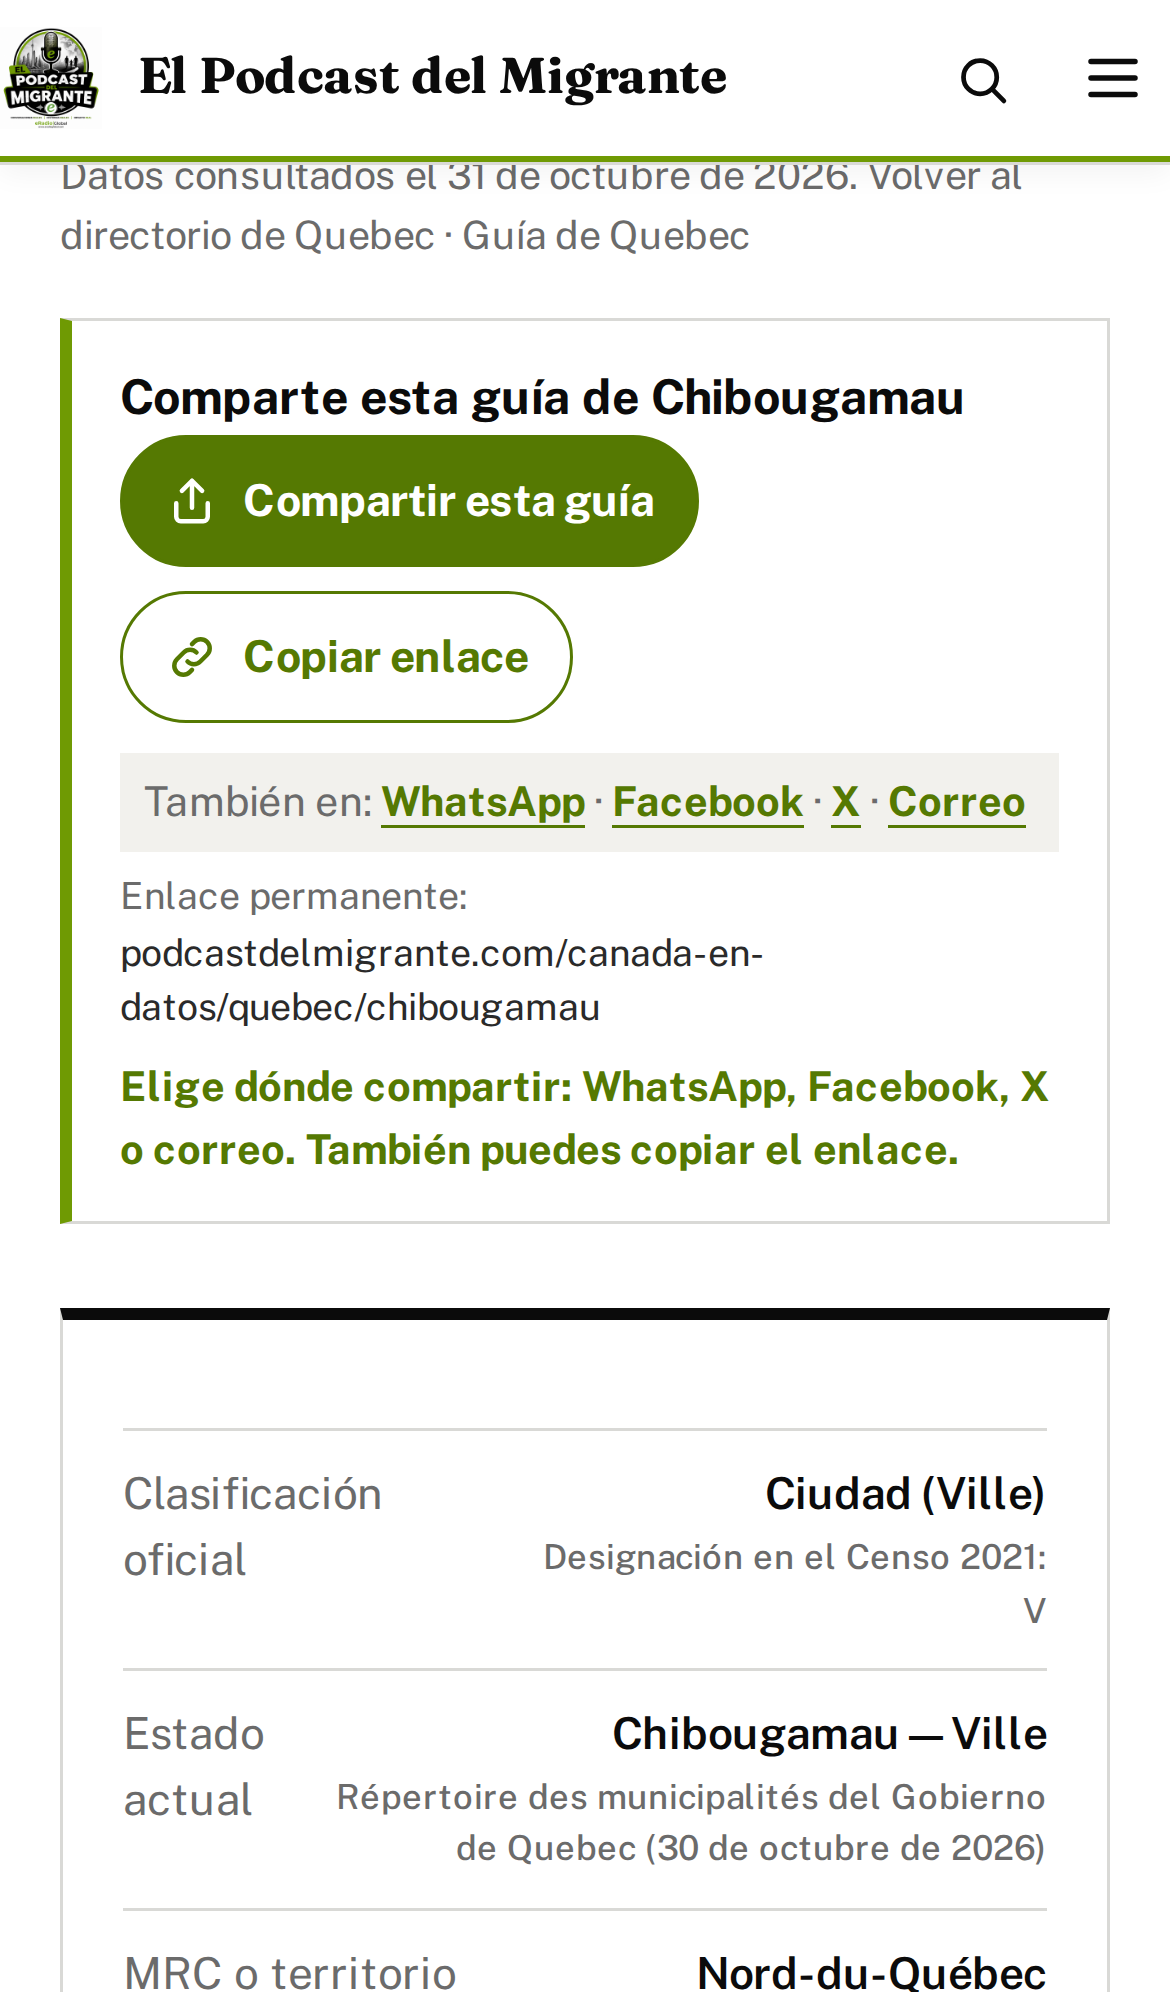 EL
PODCAST
DEL
MIGRANTE
El Podcast del Migrante
Datos consultados el 31 de octubre de 2026. Volver al
directorio de Quebec · Guía de Quebec
Comparte esta guía de Chibougamau
Compartir esta guía
Copiar enlace
También en: WhatsApp · Facebook · X · Correo
Enlace permanente:
podcastdelmigrante.com/canada-en-
datos/quebec/chibougamau
Elige dónde compartir: WhatsApp, Facebook, X
o correo. También puedes copiar el enlace.
Clasificación
oficial
Ciudad (Ville)
Designación en el Censo 2021:
V
Estado
actual
Chibougamau — Ville
Répertoire des municipalités del Gobierno
de Quebec (30 de octubre de 2026)
MRC o territorio
Nord-du-Québec